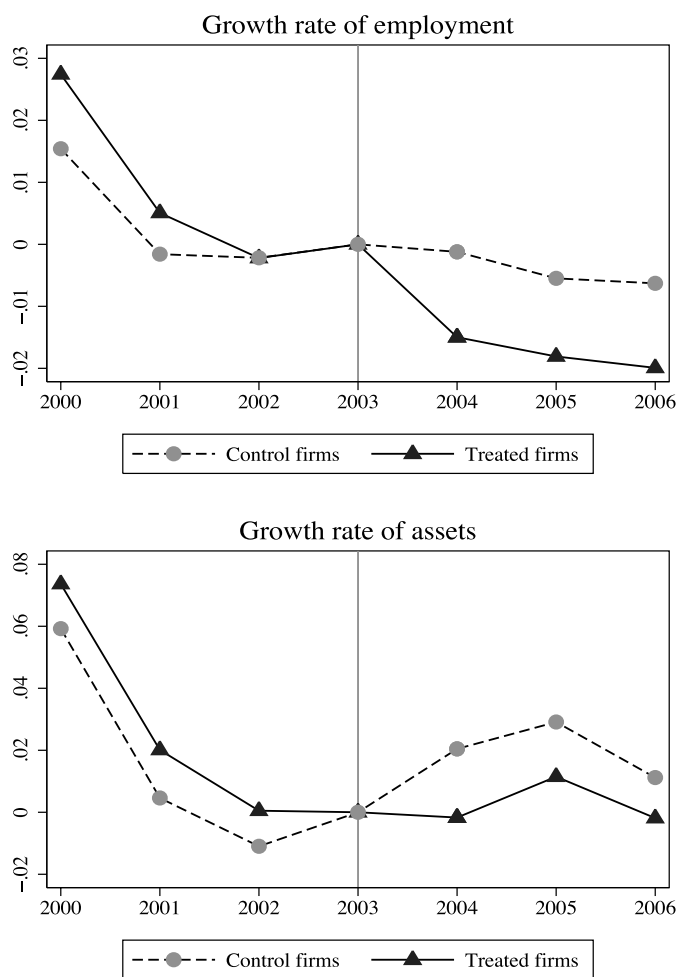 Growth rate of employment
.03
.02
.01
0
−.01
−.02
2000 2001 2002 2003 2004 2005 2006
Control firms Treated firms
Growth rate of assets
.08
.06
.04
.02
0
−.02
2000 2001 2002 2003 2004 2005 2006
Control firms Treated firms